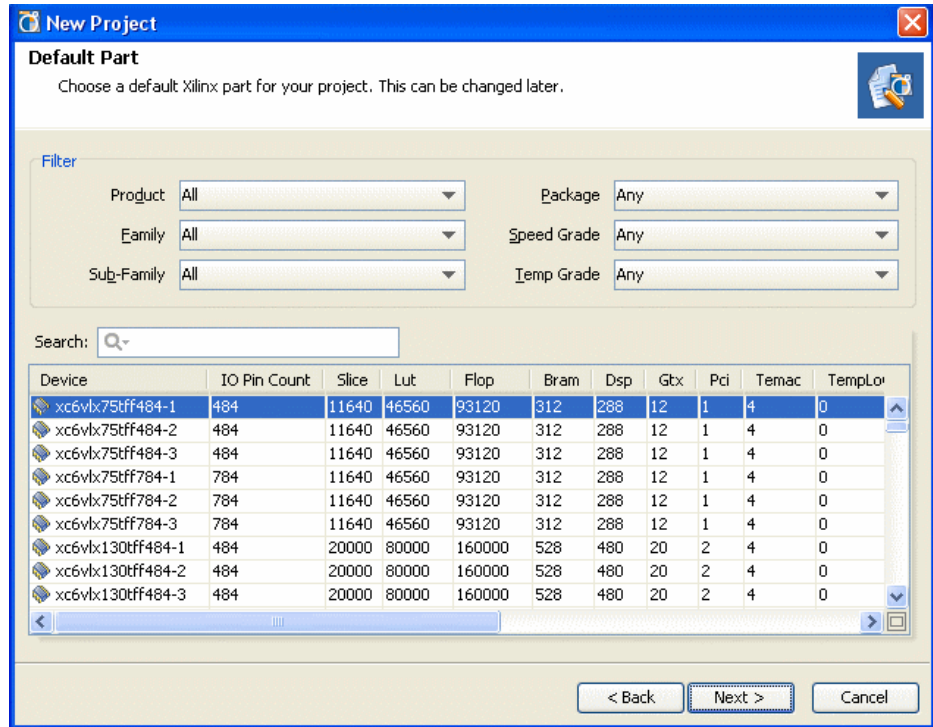 New Project
Default Part
Choose a default Xilinx part for your project. This can be changed later.
Filter
Product All Package Any
Family All Speed Grade Any
Sub-Family All Temp Grade Any
Search:
Device IO Pin Count Slice Lut Flop Bram Dsp Gtx Pci Temac
xc6vlx75tff484-1 484 11640 46560 93120 312 288 12 1 4 0
xc6vlx75tff484-2 484 11640 46560 93120 312 288 12 1 4 0
xc6vlx75tff484-3 484 11640 46560 93120 312 288 12 1 4 0
xc6vlx75tff784-1 784 11640 46560 93120 312 288 12 1 4 0
xc6vlx75tff784-2 784 11640 46560 93120 312 288 12 1 4 0
xc6vlx75tff784-3 784 11640 46560 93120 312 288 12 1 4 0
xc6vlx130tff484-1 484 20000 80000 160000 528 480 20 2 4 0
xc6vlx130tff484-2 484 20000 80000 160000 528 480 20 2 4 0
xc6vlx130tff484-3 484 20000 80000 160000 528 480 20 2 4 0
< Back Next > Cancel